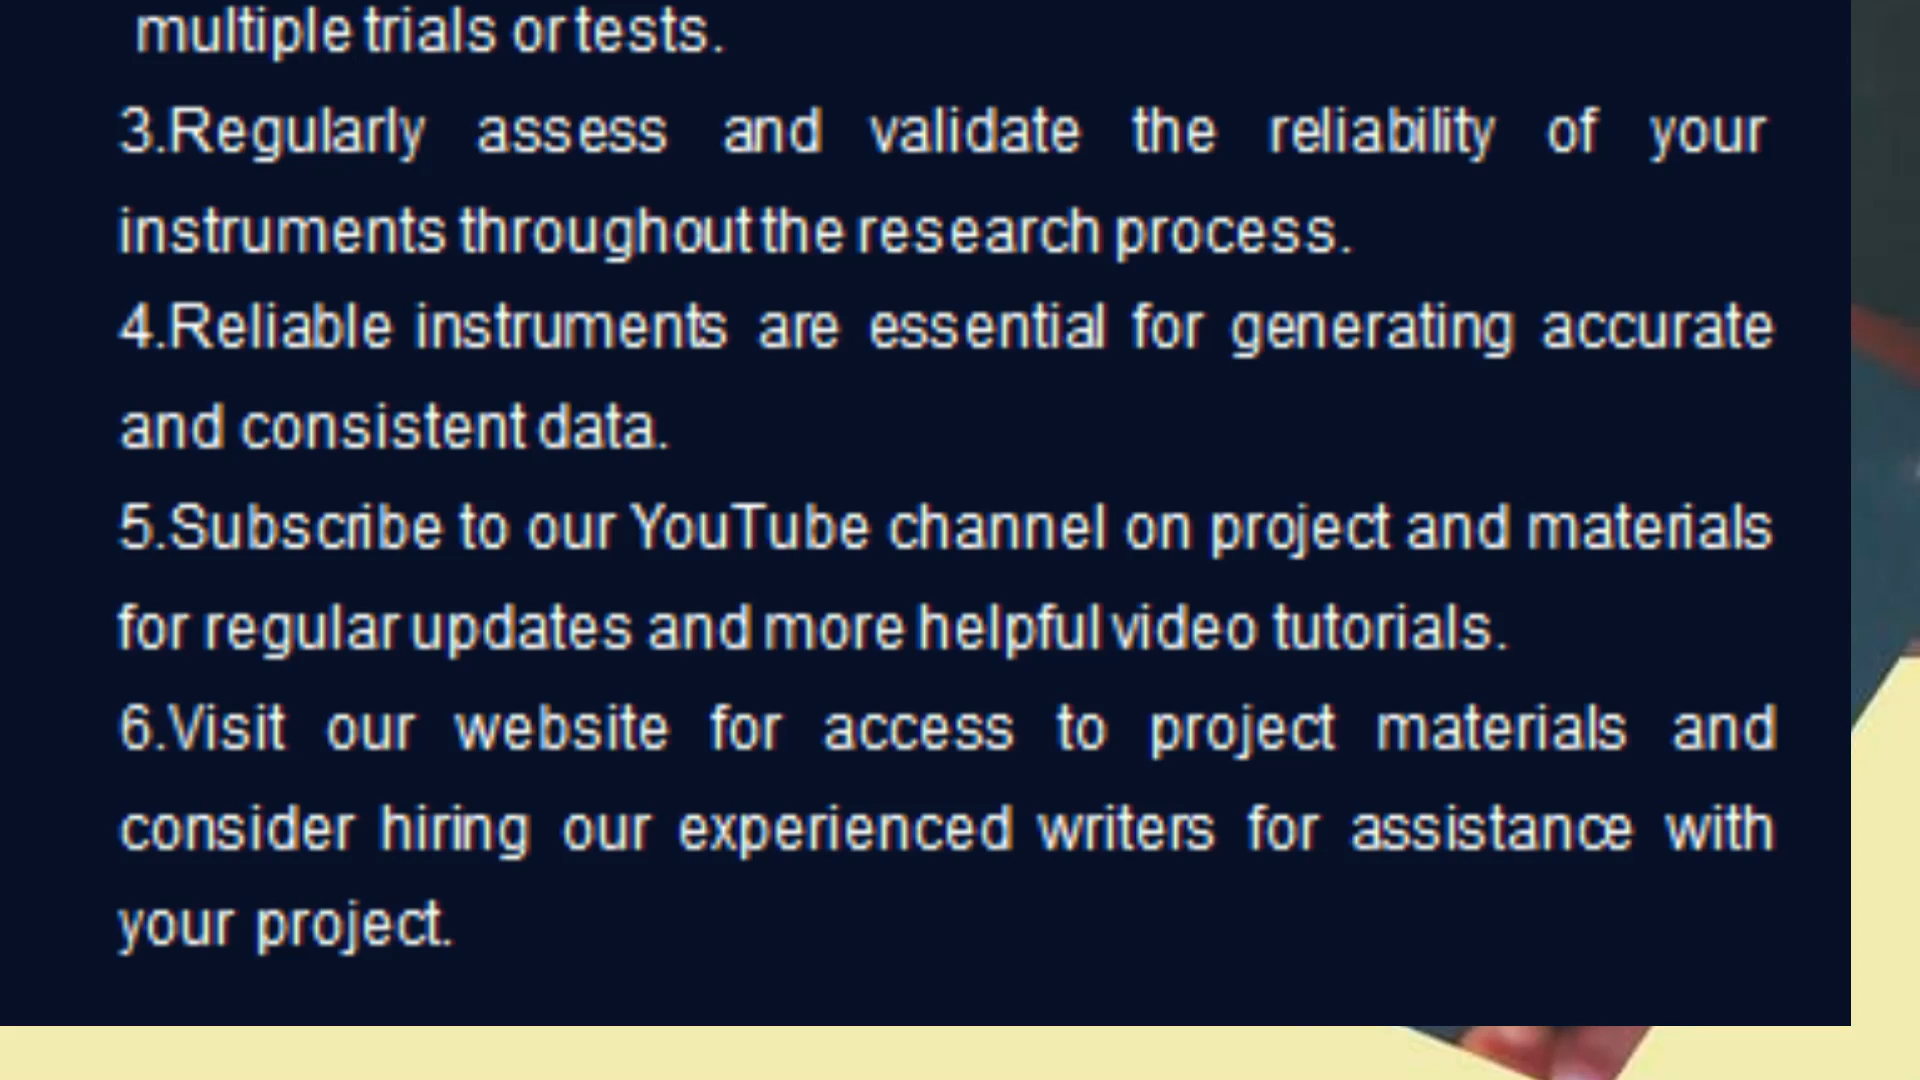 multiple trials or tests.
3.Regularly assess and validate the reliability of your
instruments throughout the research process.
4.Reliable instruments are essential for generating accurate
and consistent data.
5.Subscribe to our YouTube channel on project and materials
for regular updates and more helpful video tutorials.
6.Visit our website for access to project materials and
consider hiring our experienced writers for assistance with
your project.